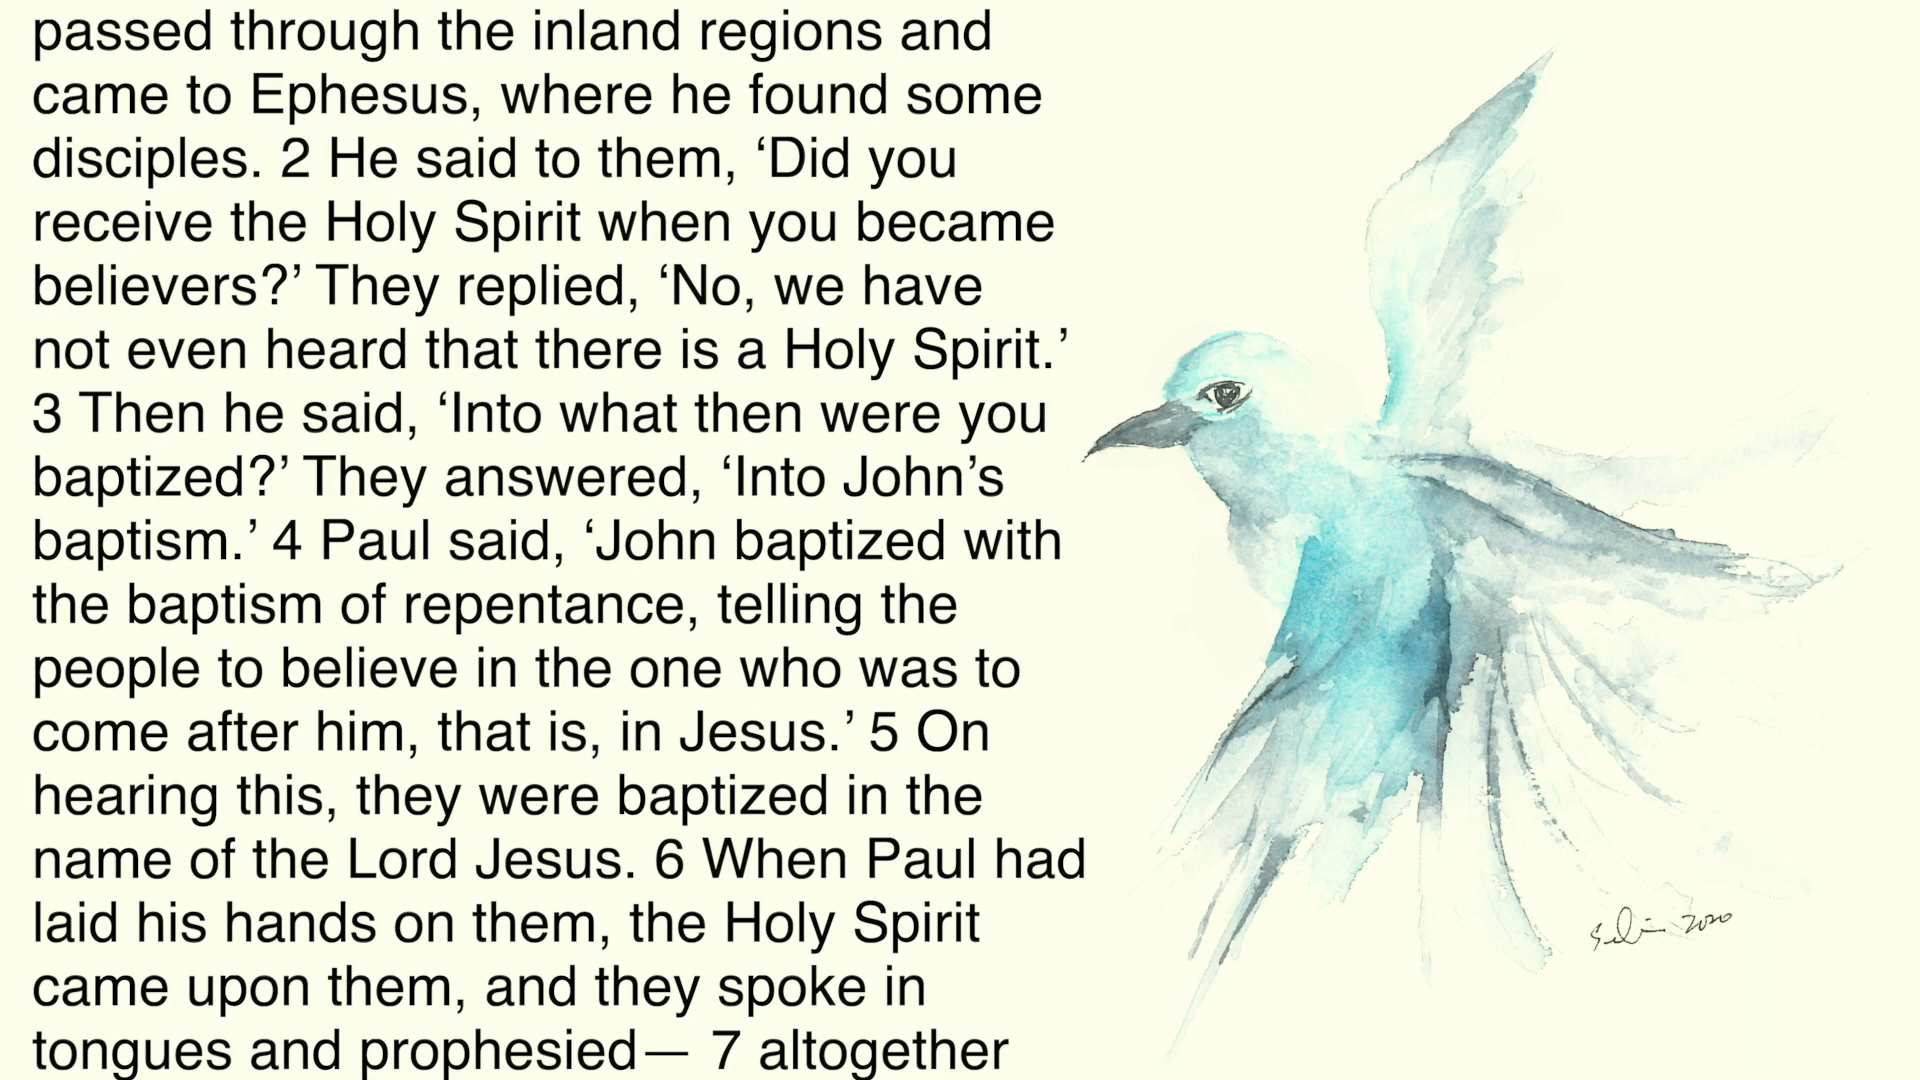 passed through the inland regions and
came to Ephesus, where he found some
disciples. 2 He said to them, ‘Did you
receive the Holy Spirit when you became
believers?’ They replied, ‘No, we have
not even heard that there is a Holy Spirit.’
3 Then he said, ‘Into what then were you
baptized?’ They answered, ‘Into John’s
baptism.’ 4 Paul said, ‘John baptized with
the baptism of repentance, telling the
people to believe in the one who was to
come after him, that is, in Jesus.’ 5 On
hearing this, they were baptized in the
name of the Lord Jesus. 6 When Paul had
laid his hands on them, the Holy Spirit
came upon them, and they spoke in
tongues and prophesied— 7 altogether
2020